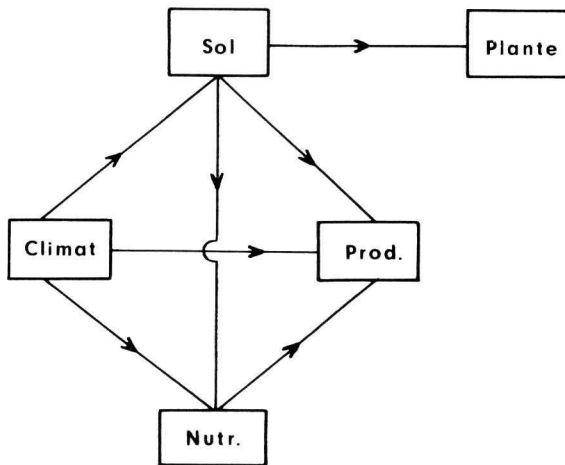 Sol
Plante
Climat
Prod.
Nutr.